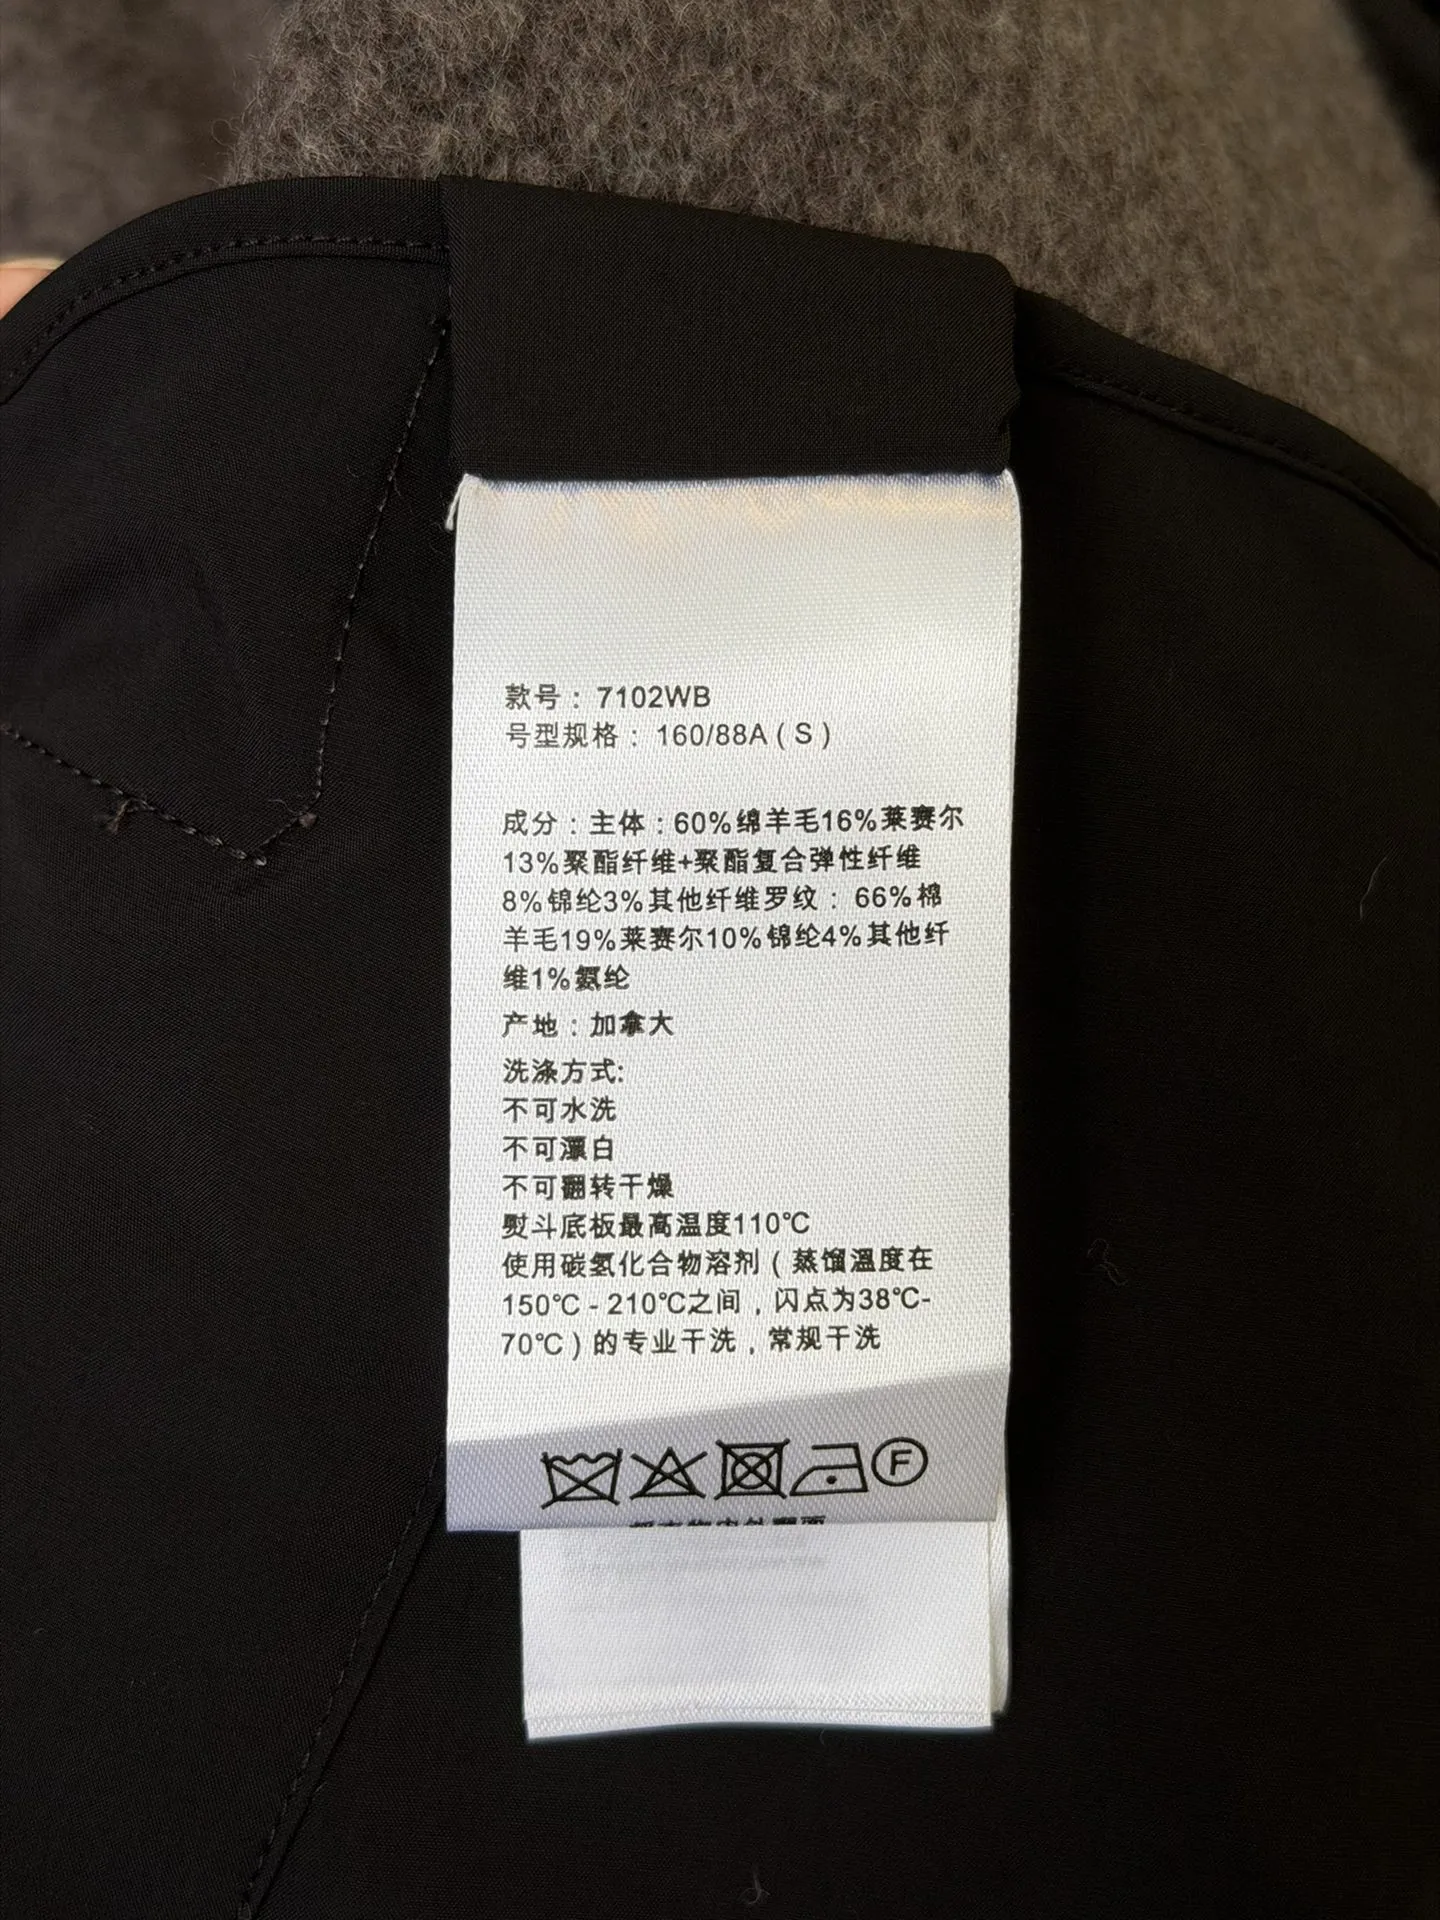 款号：7102WB
号型规格：160/88A（S）
成分：主体：60%绵羊毛16%莱赛尔
13%聚酯纤维+聚酯复合弹性纤维
8%锦纶3%其他纤维罗纹：66%棉
羊毛19%莱赛尔10%锦纶4%其他纤
维1%氨纶
产地：加拿大
洗涤方式:
不可水洗
不可漂白
不可翻转干燥
熨斗底板最高温度110℃
使用碳氢化合物溶剂（蒸馏温度在
150℃-210℃之间，闪点为38℃-
70℃）的专业干洗，常规干洗
F